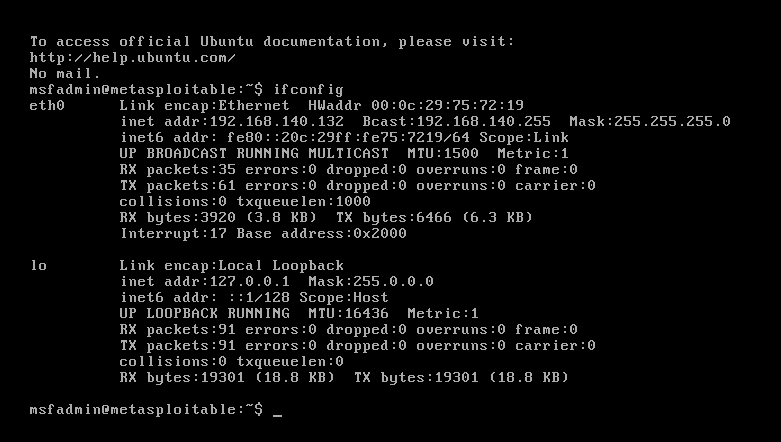 To access official Ubuntu documentation, please visit:
http://help.ubuntu.com/
No mail.
msfadmin@metasploitable:~$ ifconfig
eth0      Link encap:Ethernet  HWaddr 00:0c:29:75:72:19
          inet addr:192.168.140.132  Bcast:192.168.140.255  Mask:255.255.255.0
          inet6 addr: fe80::20c:29ff:fe75:7219/64 Scope:Link
          UP BROADCAST RUNNING MULTICAST  MTU:1500  Metric:1
          RX packets:35 errors:0 dropped:0 overruns:0 frame:0
          TX packets:61 errors:0 dropped:0 overruns:0 carrier:0
          collisions:0 txqueuelen:1000
          RX bytes:3920 (3.8 KB)  TX bytes:6466 (6.3 KB)
          Interrupt:17 Base address:0x2000

lo        Link encap:Local Loopback
          inet addr:127.0.0.1  Mask:255.0.0.0
          inet6 addr: ::1/128 Scope:Host
          UP LOOPBACK RUNNING  MTU:16436  Metric:1
          RX packets:91 errors:0 dropped:0 overruns:0 frame:0
          TX packets:91 errors:0 dropped:0 overruns:0 carrier:0
          collisions:0 txqueuelen:0
          RX bytes:19301 (18.8 KB)  TX bytes:19301 (18.8 KB)

msfadmin@metasploitable:~$ _